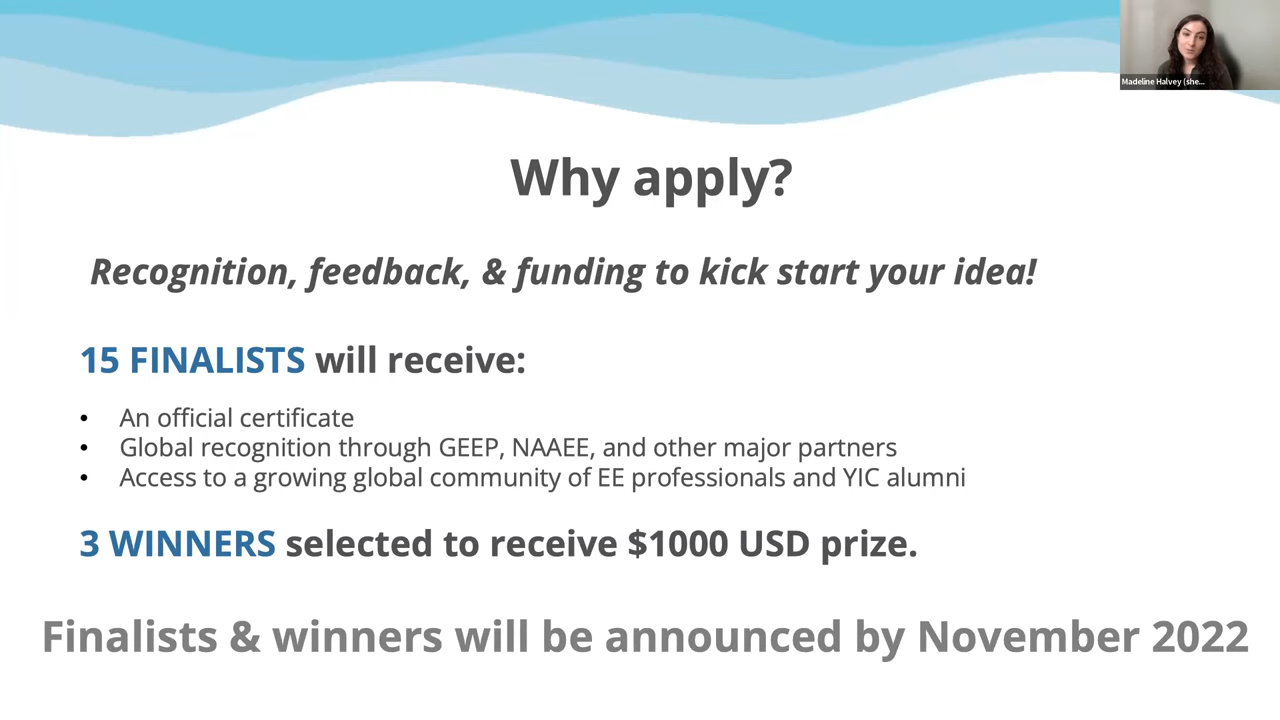 Madeline Halvey (she...
Why apply?
Recognition, feedback, & funding to kick start your idea!
15 FINALISTS will receive:
• An official certificate
• Global recognition through GEEP, NAAEE, and other major partners
• Access to a growing global community of EE professionals and YIC alumni
3 WINNERS selected to receive $1000 USD prize.
Finalists & winners will be announced by November 2022